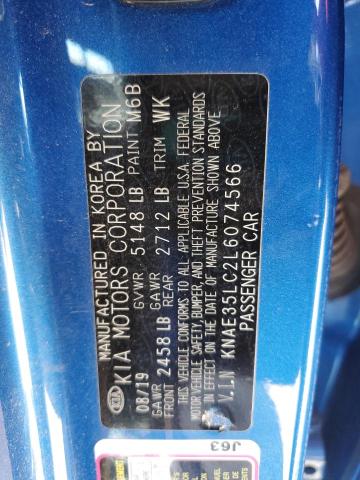 MANUFACTURED IN KOREA BY
KIA KIA MOTORS CORPORATION
08/19 GVWR 5148 LB PAINT M6B
GAWR FRONT 2458 LB GAWR REAR 2712 LB TRIM WK
THIS VEHICLE CONFORMS TO ALL APPLICABLE U.S.A. FEDERAL
MOTOR VEHICLE SAFETY, BUMPER, AND THEFT PREVENTION STANDARDS
IN EFFECT ON THE DATE OF MANUFACTURE SHOWN ABOVE.
V.I.N KNAE35LC2L6074566
PASSENGER CAR
J63